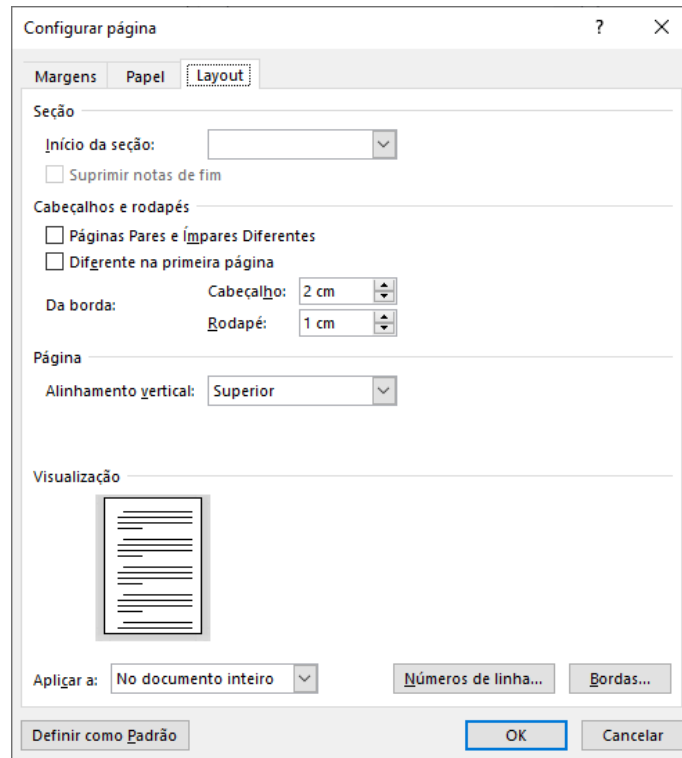 Configurar página ? ✕
Margens Papel Layout
Seção
Início da seção:
Suprimir notas de fim
Cabeçalhos e rodapés
Páginas Pares e Ímpares Diferentes
Diferente na primeira página
Da borda:
Cabeçalho: 2 cm
Rodapé: 1 cm
Página
Alinhamento vertical: Superior
Visualização
Aplicar a: No documento inteiro Números de linha... Bordas...
Definir como Padrão OK Cancelar